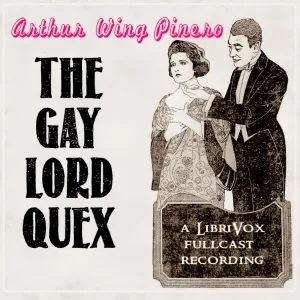 Arthur Wing Pinero
THE
GAY
LORD
QUEX
A LIBRIVOX
FULLCAST
RECORDING